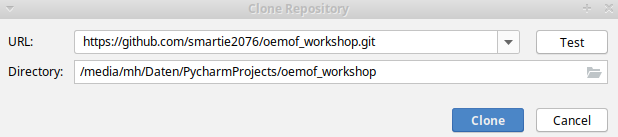 Clone Repository
URL: https://github.com/smartie2076/oemof_workshop.git Test
Directory: /media/mh/Daten/PycharmProjects/oemof_workshop
Clone Cancel